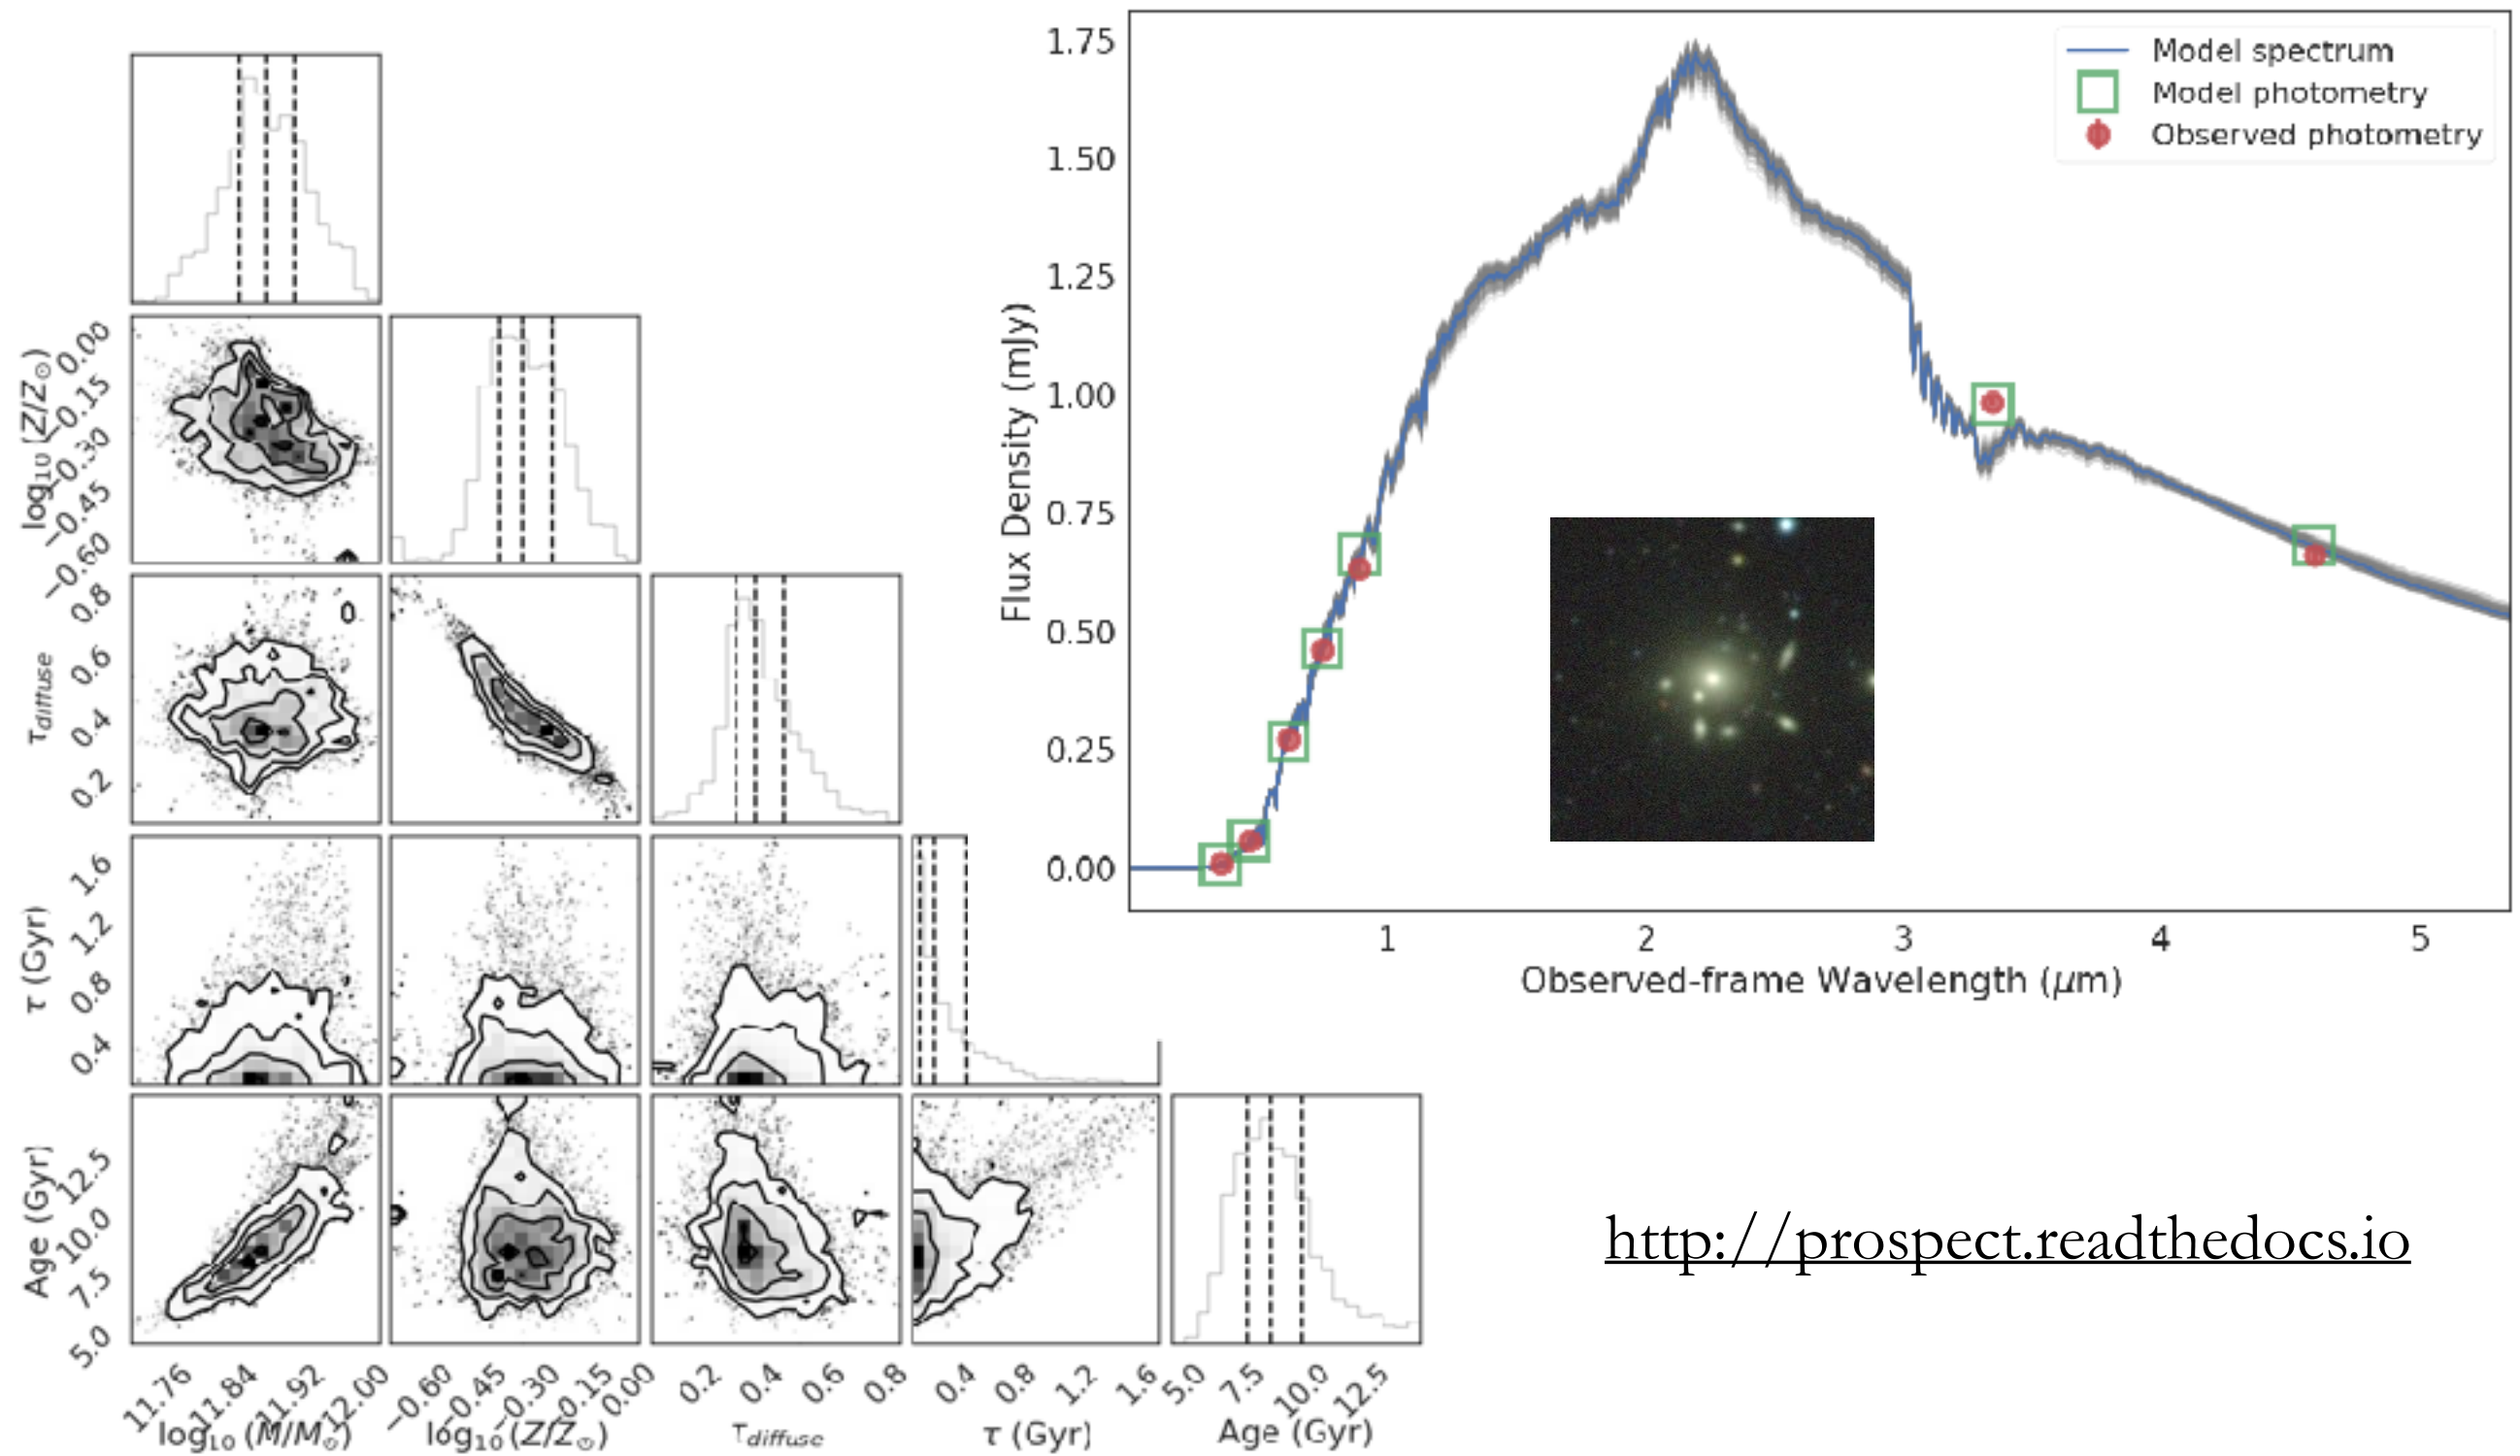 1.75
1.50
1.25
1.00
0.75
0.50
0.25
0.00
Flux Density (mJy)
Model spectrum
Model photometry
Observed photometry
1 2 3 4 5
Observed-frame Wavelength (μm)
log₁₀ (Z/Z☉)
0.00
−0.15
−0.30
−0.45
−0.60
τdiffuse
0.8
0.6
0.4
0.2
τ (Gyr)
1.6
1.2
0.8
0.4
Age (Gyr)
12.5
10.0
7.5
5.0
11.76 11.84 11.92 12.00
−0.60 −0.45 −0.30 −0.15 0.00
0.2 0.4 0.6 0.8
0.4 0.8 1.2 1.6
5.0 7.5 10.0 12.5
log₁₀ (M/M☉) log₁₀ (Z/Z☉) τdiffuse τ (Gyr) Age (Gyr)
http://prospect.readthedocs.io